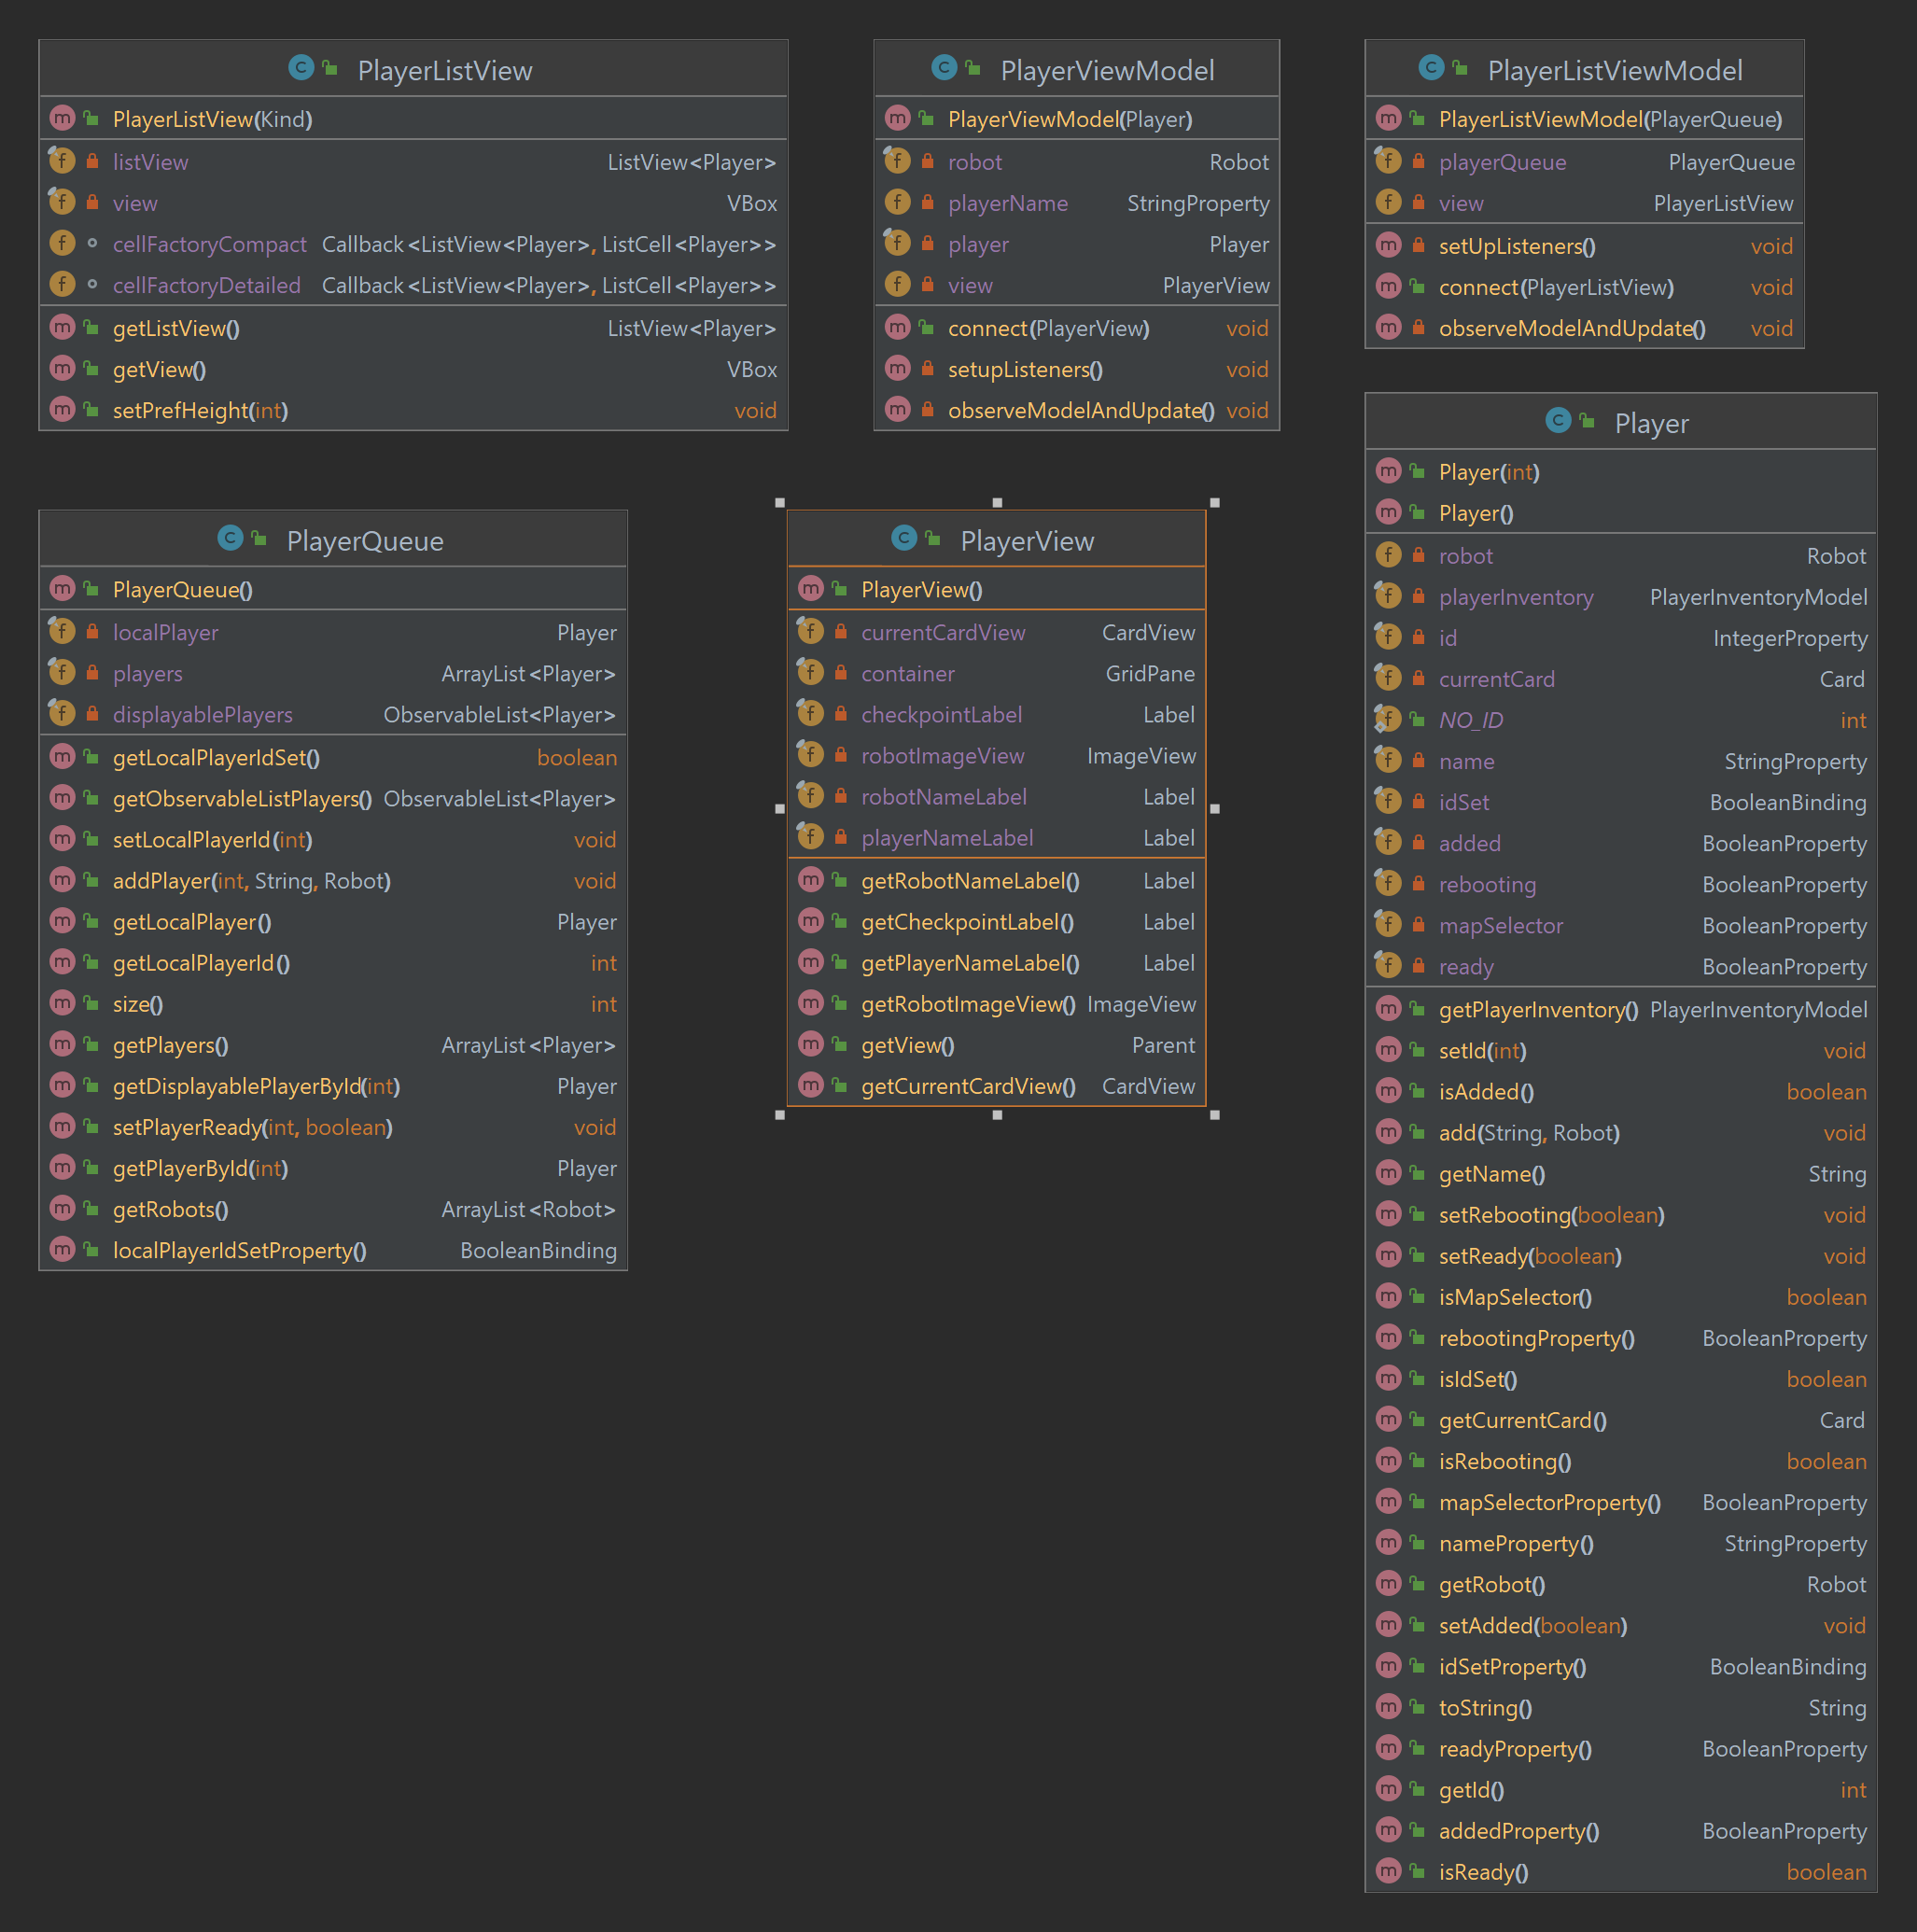 PlayerListView
PlayerListView(Kind)
listView ListView<Player>
view VBox
cellFactoryCompact Callback<ListView<Player>, ListCell<Player>>
cellFactoryDetailed Callback<ListView<Player>, ListCell<Player>>
getListView() ListView<Player>
getView() VBox
setPrefHeight(int) void
PlayerViewModel
PlayerViewModel(Player)
robot Robot
playerName StringProperty
player Player
view PlayerView
connect(PlayerView) void
setupListeners() void
observeModelAndUpdate() void
PlayerListViewModel
PlayerListViewModel(PlayerQueue)
playerQueue PlayerQueue
view PlayerListView
setUpListeners() void
connect(PlayerListView) void
observeModelAndUpdate() void
PlayerQueue
PlayerQueue()
localPlayer Player
players ArrayList<Player>
displayablePlayers ObservableList<Player>
getLocalPlayerIdSet() boolean
getObservableListPlayers() ObservableList<Player>
setLocalPlayerId(int) void
addPlayer(int, String, Robot) void
getLocalPlayer() Player
getLocalPlayerId() int
size() int
getPlayers() ArrayList<Player>
getDisplayablePlayerById(int) Player
setPlayerReady(int, boolean) void
getPlayerById(int) Player
getRobots() ArrayList<Robot>
localPlayerIdSetProperty() BooleanBinding
PlayerView
PlayerView()
currentCardView CardView
container GridPane
checkpointLabel Label
robotImageView ImageView
robotNameLabel Label
playerNameLabel Label
getRobotNameLabel() Label
getCheckpointLabel() Label
getPlayerNameLabel() Label
getRobotImageView() ImageView
getView() Parent
getCurrentCardView() CardView
Player
Player(int)
Player()
robot Robot
playerInventory PlayerInventoryModel
id IntegerProperty
currentCard Card
NO_ID int
name StringProperty
idSet BooleanBinding
added BooleanProperty
rebooting BooleanProperty
mapSelector BooleanProperty
ready BooleanProperty
getPlayerInventory() PlayerInventoryModel
setId(int) void
isAdded() boolean
add(String, Robot) void
getName() String
setRebooting(boolean) void
setReady(boolean) void
isMapSelector() boolean
rebootingProperty() BooleanProperty
isIdSet() boolean
getCurrentCard() Card
isRebooting() boolean
mapSelectorProperty() BooleanProperty
nameProperty() StringProperty
getRobot() Robot
setAdded(boolean) void
idSetProperty() BooleanBinding
toString() String
readyProperty() BooleanProperty
getId() int
addedProperty() BooleanProperty
isReady() boolean